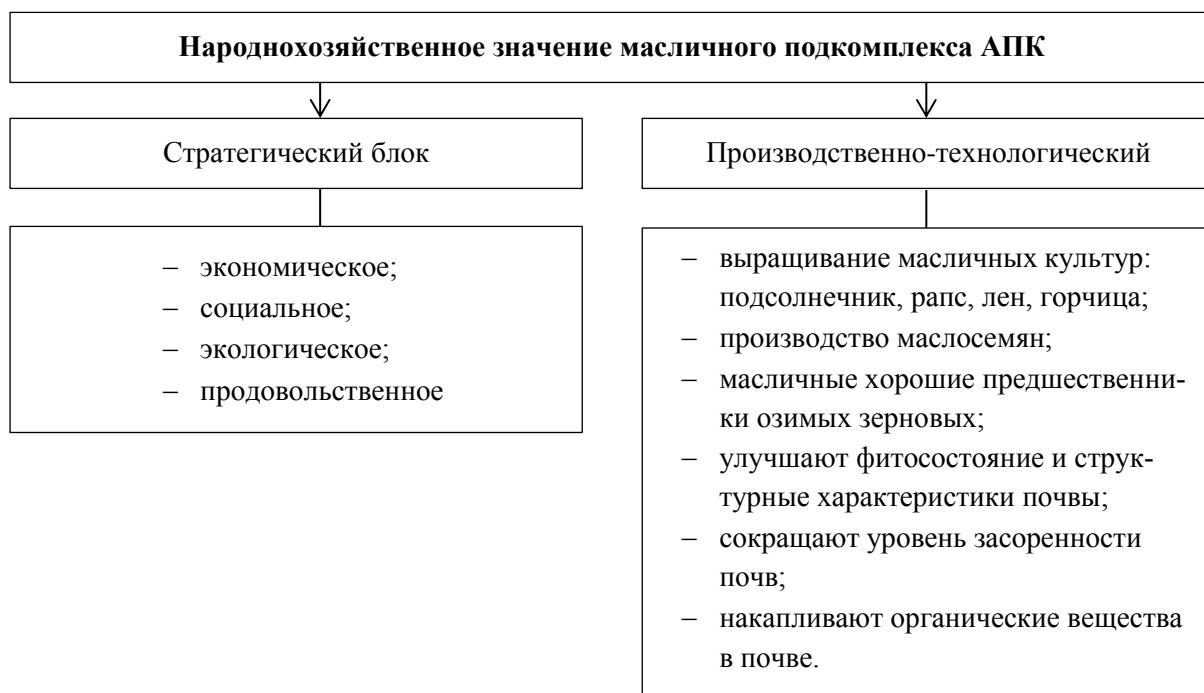 Народнохозяйственное значение масличного подкомплекса АПК
Стратегический блок
Производственно-технологический
– экономическое;
– социальное;
– экологическое;
– продовольственное
– выращивание масличных культур:
подсолнечник, рапс, лен, горчица;
– производство маслосемян;
– масличные хорошие предшественни-
ки озимых зерновых;
– улучшают фитосостояние и струк-
турные характеристики почвы;
– сокращают уровень засоренности
почв;
– накапливают органические вещества
в почве.